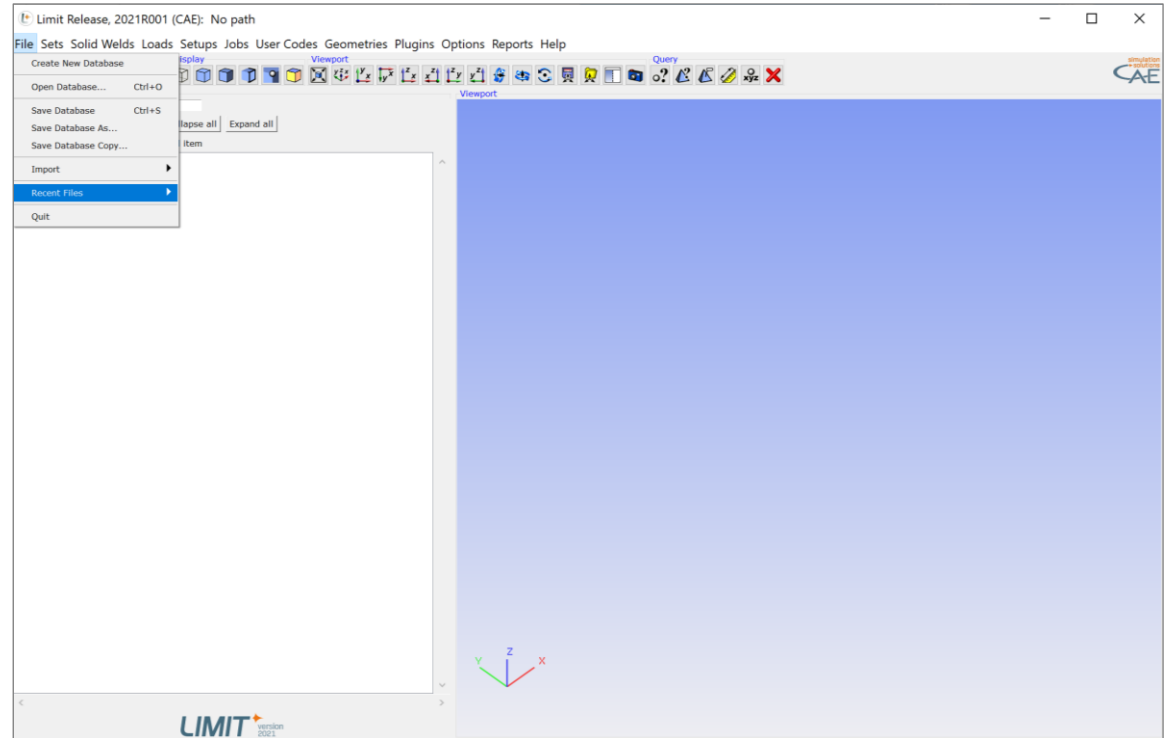 Limit Release, 2021R001 (CAE): No path
File Sets Solid Welds Loads Setups Jobs User Codes Geometries Plugins Options Reports Help
Create New Database
Open Database... Ctrl+O
Save Database Ctrl+S
Save Database As...
Save Database Copy...
Import
Recent Files
Quit
isplay
Viewport
Query
simulation
+solutions
CAE
Viewport
lapse all Expand all
item
Z
Y X
LIMIT version
2021